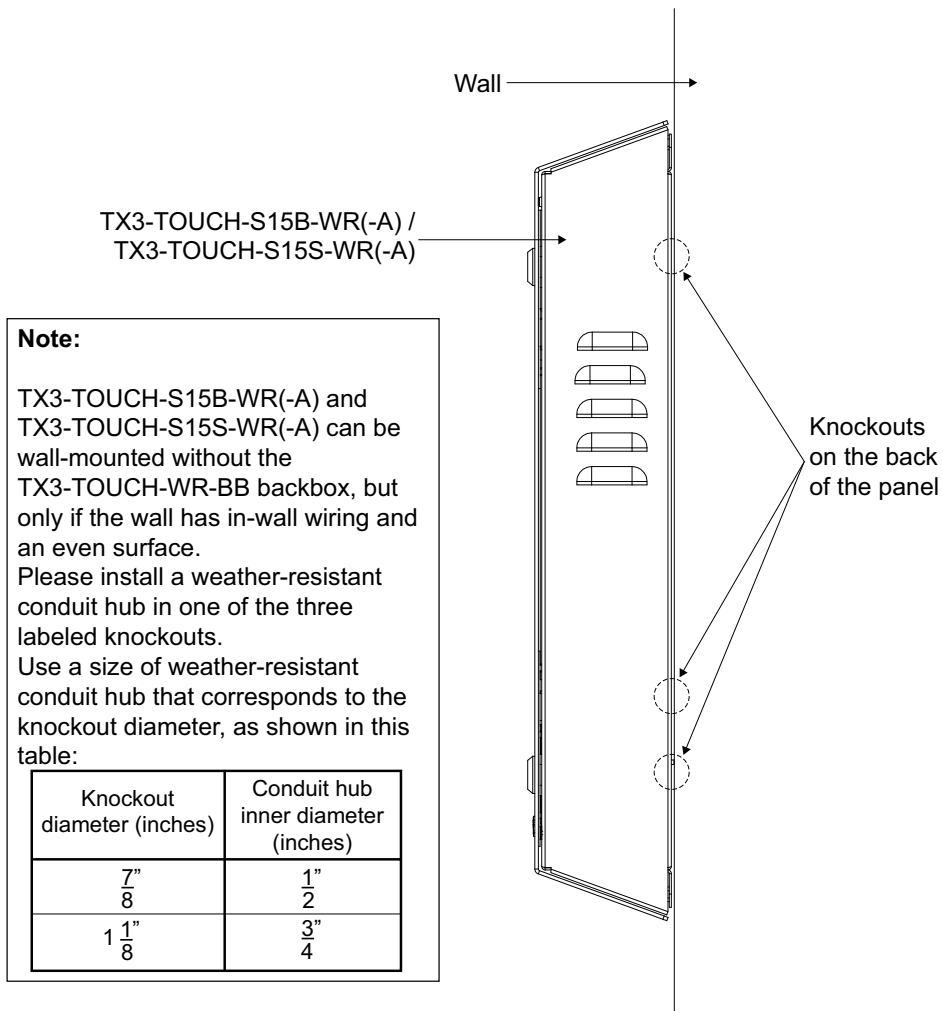 Wall
TX3-TOUCH-S15B-WR(-A) /
TX3-TOUCH-S15S-WR(-A)
Note:
TX3-TOUCH-S15B-WR(-A) and
TX3-TOUCH-S15S-WR(-A) can be
wall-mounted without the
TX3-TOUCH-WR-BB backbox, but
only if the wall has in-wall wiring and
an even surface.
Please install a weather-resistant
conduit hub in one of the three
labeled knockouts.
Use a size of weather-resistant
conduit hub that corresponds to the
knockout diameter, as shown in this
table:
Knockout
diameter (inches)
Conduit hub
inner diameter
(inches)
7/8”
1/2”
1 1/8”
3/4”
Knockouts
on the back
of the panel